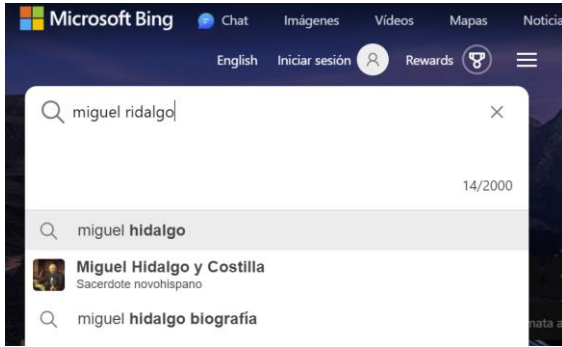 Microsoft Bing Chat Imágenes Vídeos Mapas Noticia
English Iniciar sesión Rewards
miguel ridalgo
14/2000
miguel hidalgo
Miguel Hidalgo y Costilla
Sacerdote novohispano
miguel hidalgo biografía
nata a